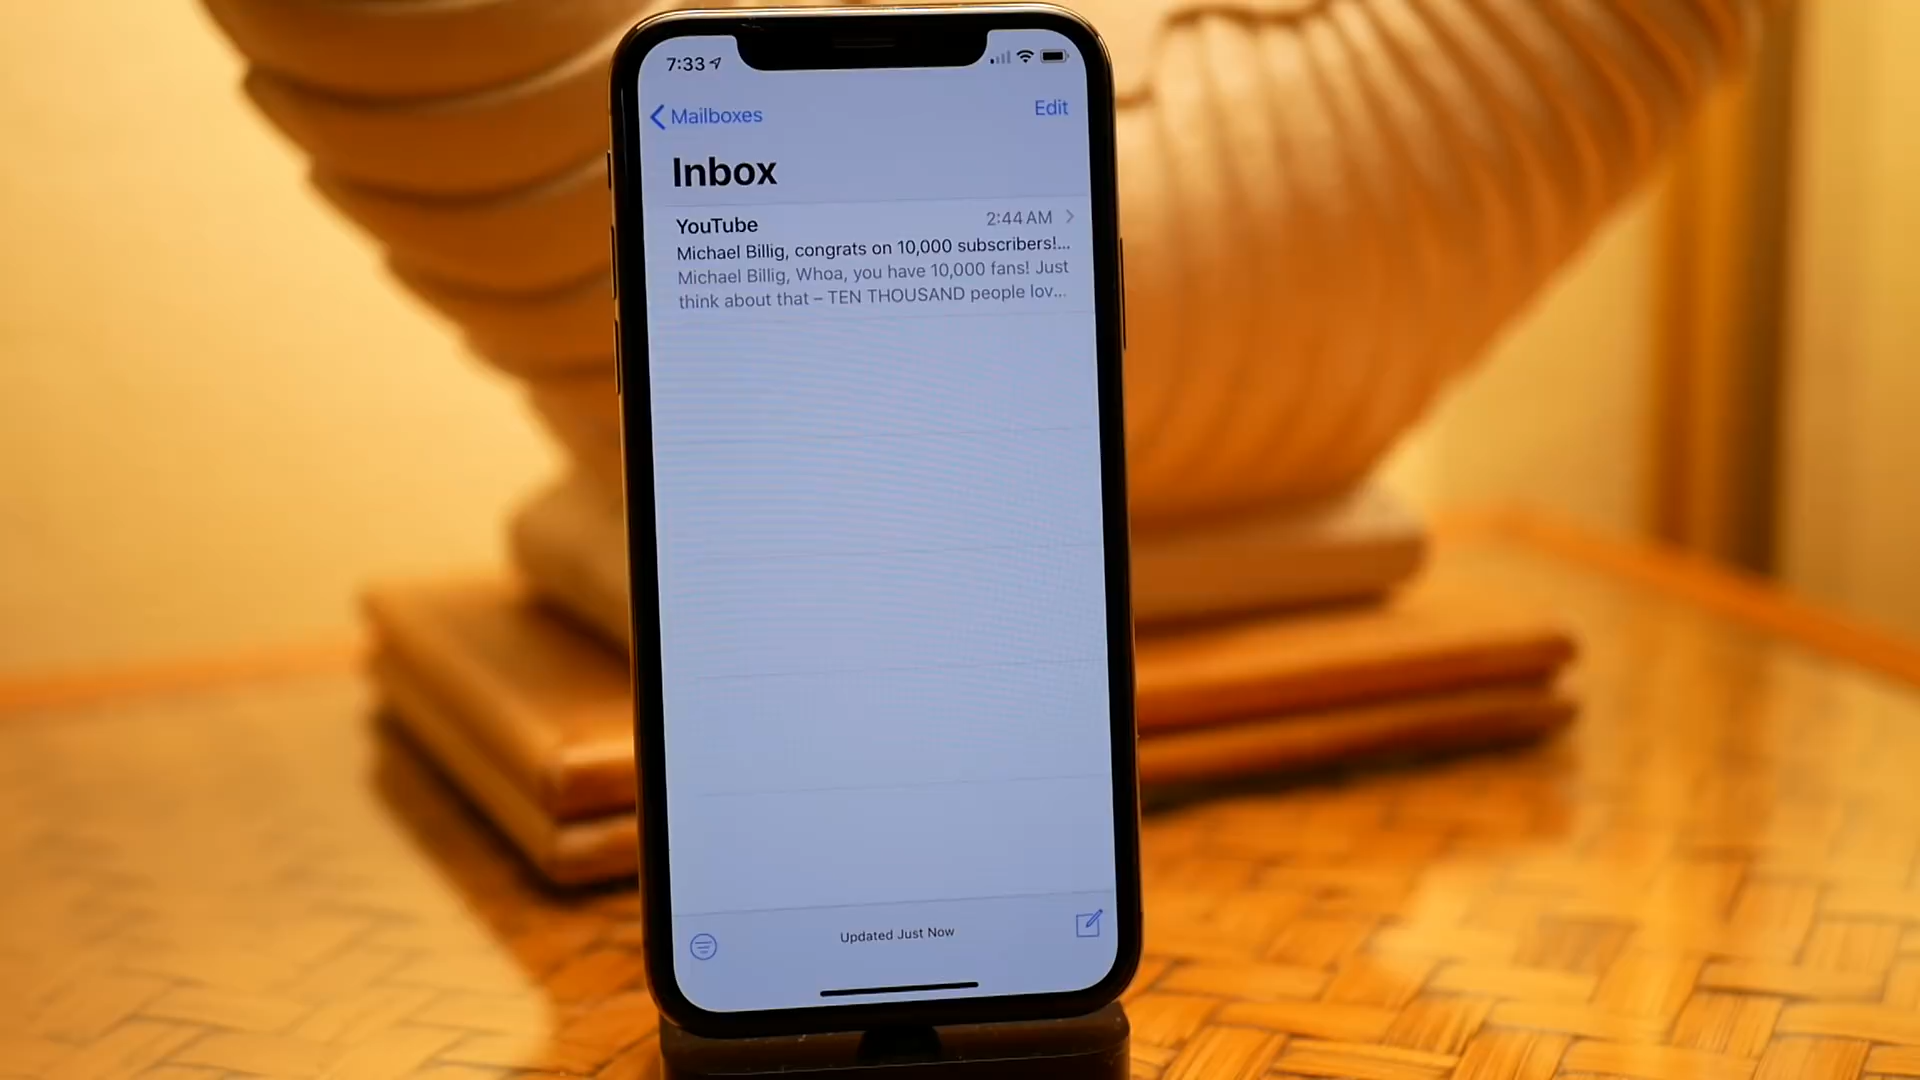 7:33
Mailboxes
Edit
Inbox
YouTube 2:44 AM
Michael Billig, congrats on 10,000 subscribers!...
Michael Billig, Whoa, you have 10,000 fans! Just
think about that – TEN THOUSAND people lov...
Updated Just Now